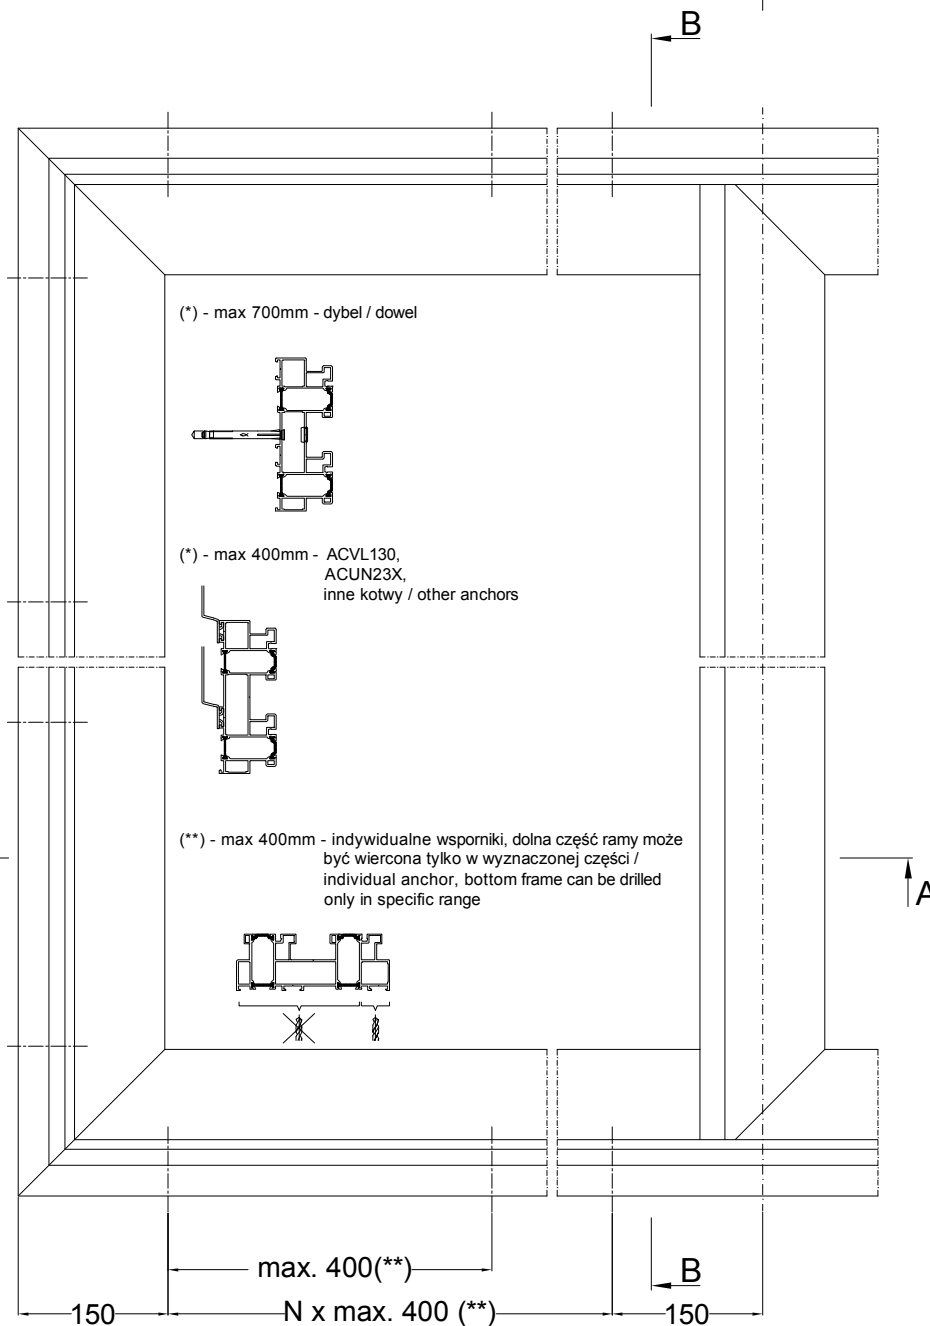 B
(*) - max 700mm - dybel / dowel
(*) - max 400mm - ACVL130,
ACUN23X,
inne kotwy / other anchors
(**) - max 400mm - indywidualne wsporniki, dolna część ramy może
być wiercona tylko w wyznaczonej części /
individual anchor, bottom frame can be drilled
only in specific range
A
max. 400(**)
B
150
N x max. 400 (**)
150